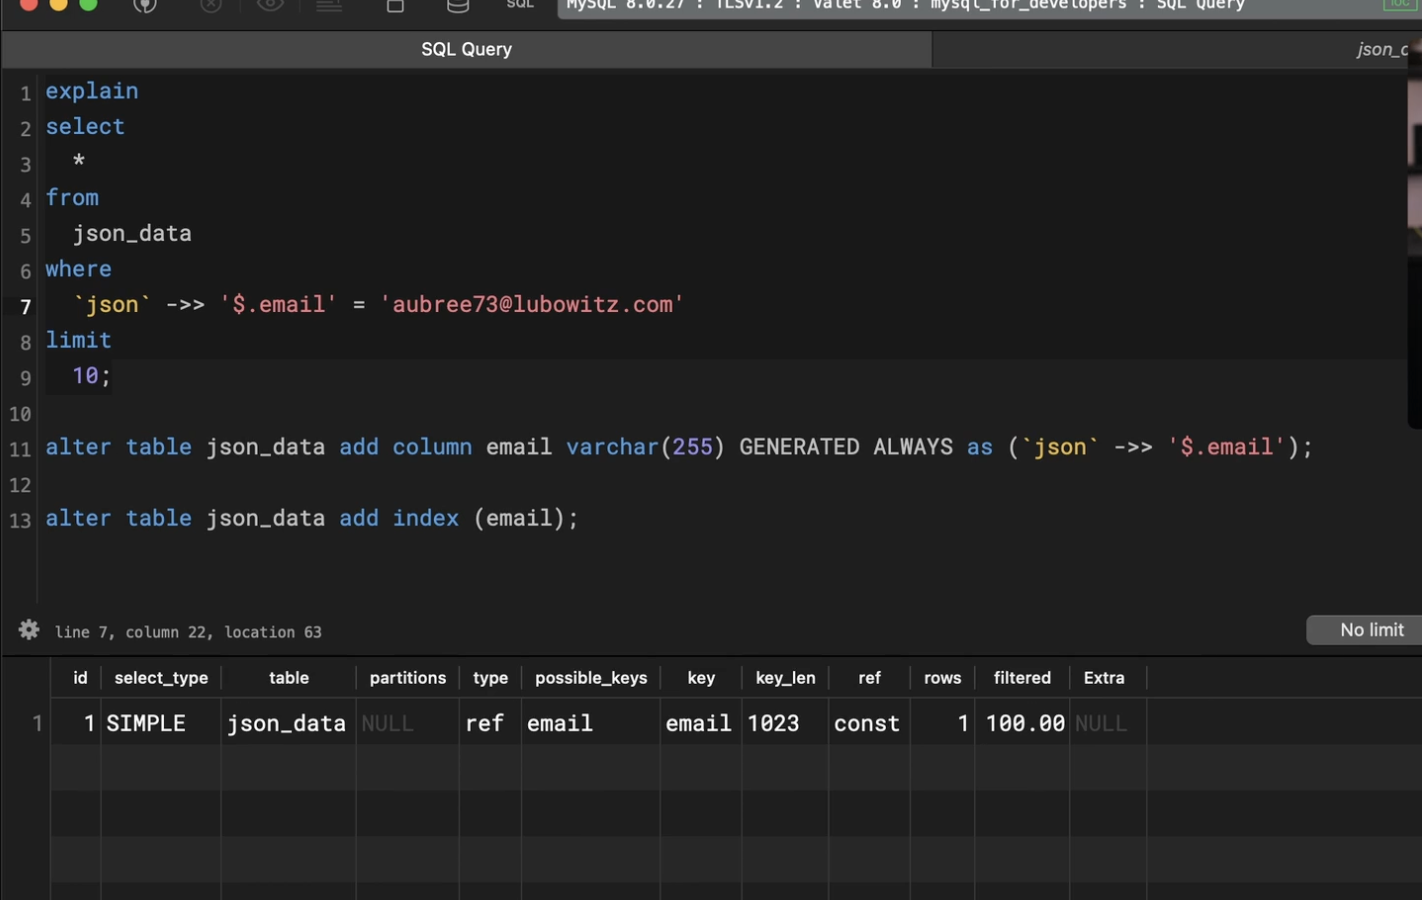 SQL
MySQL 8.0.27 : TLSv1.2 : Valet 8.0 : mysql_for_developers : SQL Query
loc
SQL Query
1 explain
2 select
3 *
4 from
5 json_data
6 where
7 `json` ->> '$.email' = 'aubree73@lubowitz.com'
8 limit
9 10;
10
11 alter table json_data add column email varchar(255) GENERATED ALWAYS as (`json` ->> '$.email');
12
13 alter table json_data add index (email);
line 7, column 22, location 63
No limit
id select_type table partitions type possible_keys key key_len ref rows filtered Extra
1 1 SIMPLE json_data NULL ref email email 1023 const 1 100.00 NULL